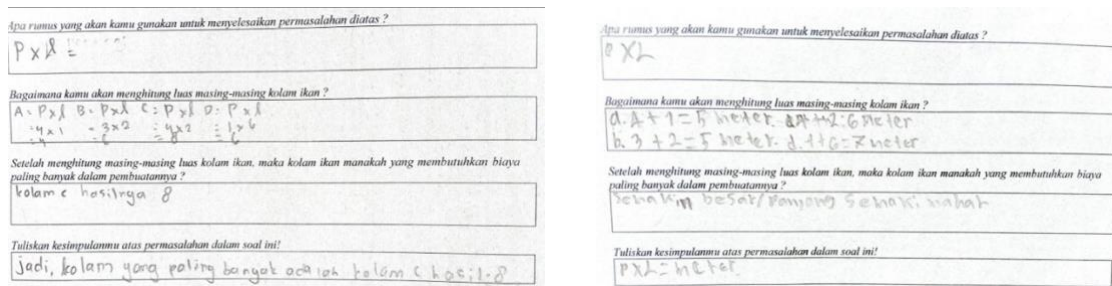 Apa rumus yang akan kamu gunakan untuk menyelesaikan permasalahan diatas ?
P x l =
Bagaimana kamu akan menghitung luas masing-masing kolam ikan ?
A = P x l B = P x l C = P x l D = P x l
= 4 x 1 = 3 x 2 = 4 x 2 = 1 x 6
= 4 = 6 = 8 = 6
Setelah menghitung masing-masing luas kolam ikan, maka kolam ikan manakah yang membutuhkan biaya
paling banyak dalam pembuatannya ?
kolam c hasilnya 8
Tuliskan kesimpulanmu atas permasalahan dalam soal ini!
jadi, kolam yang paling banyak adalah kolam c hasil = 8
Apa rumus yang akan kamu gunakan untuk menyelesaikan permasalahan diatas ?
P X L
Bagaimana kamu akan menghitung luas masing-masing kolam ikan ?
a. 4 + 1 = 5 meter. 4 + 2 = 6 meter
b. 3 + 2 = 5 meter. d. 1 + 6 = 7 meter
Setelah menghitung masing-masing luas kolam ikan, maka kolam ikan manakah yang membutuhkan biaya
paling banyak dalam pembuatannya ?
semakin besar/panjang semaki mahal
Tuliskan kesimpulanmu atas permasalahan dalam soal ini!
P X L = meter